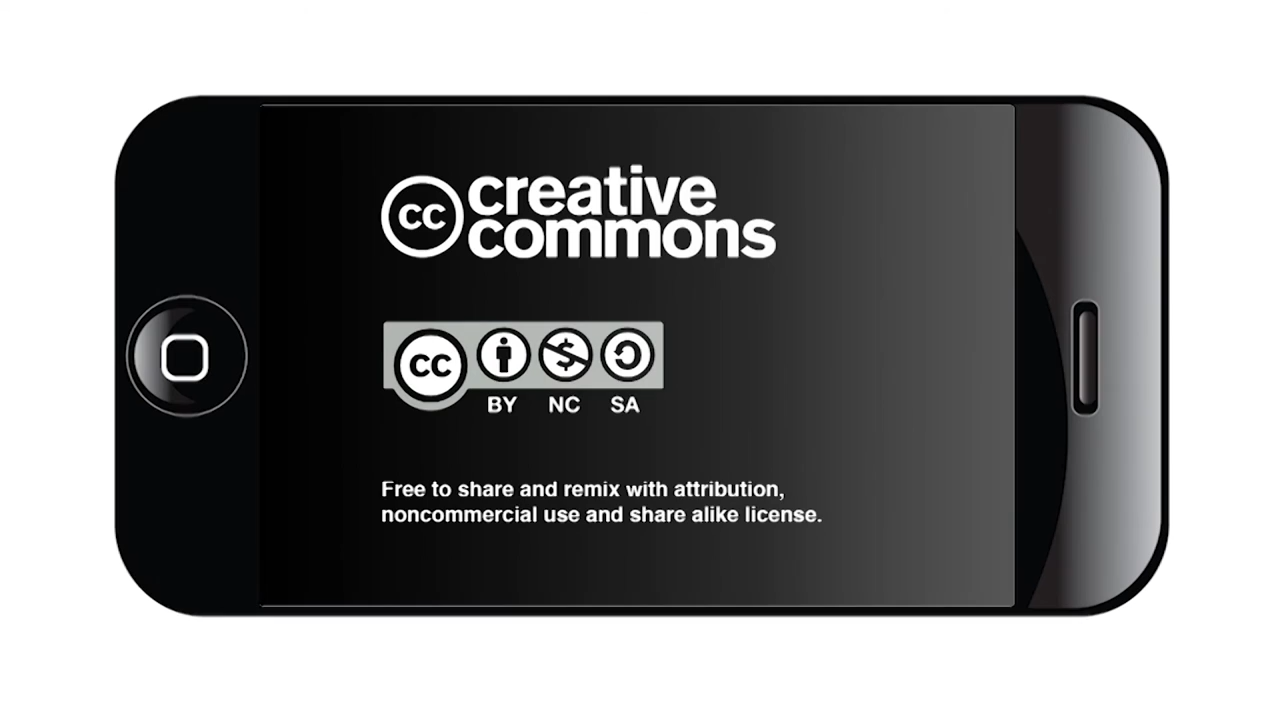 cc creative
commons
cc
BY NC SA
Free to share and remix with attribution,
noncommercial use and share alike license.